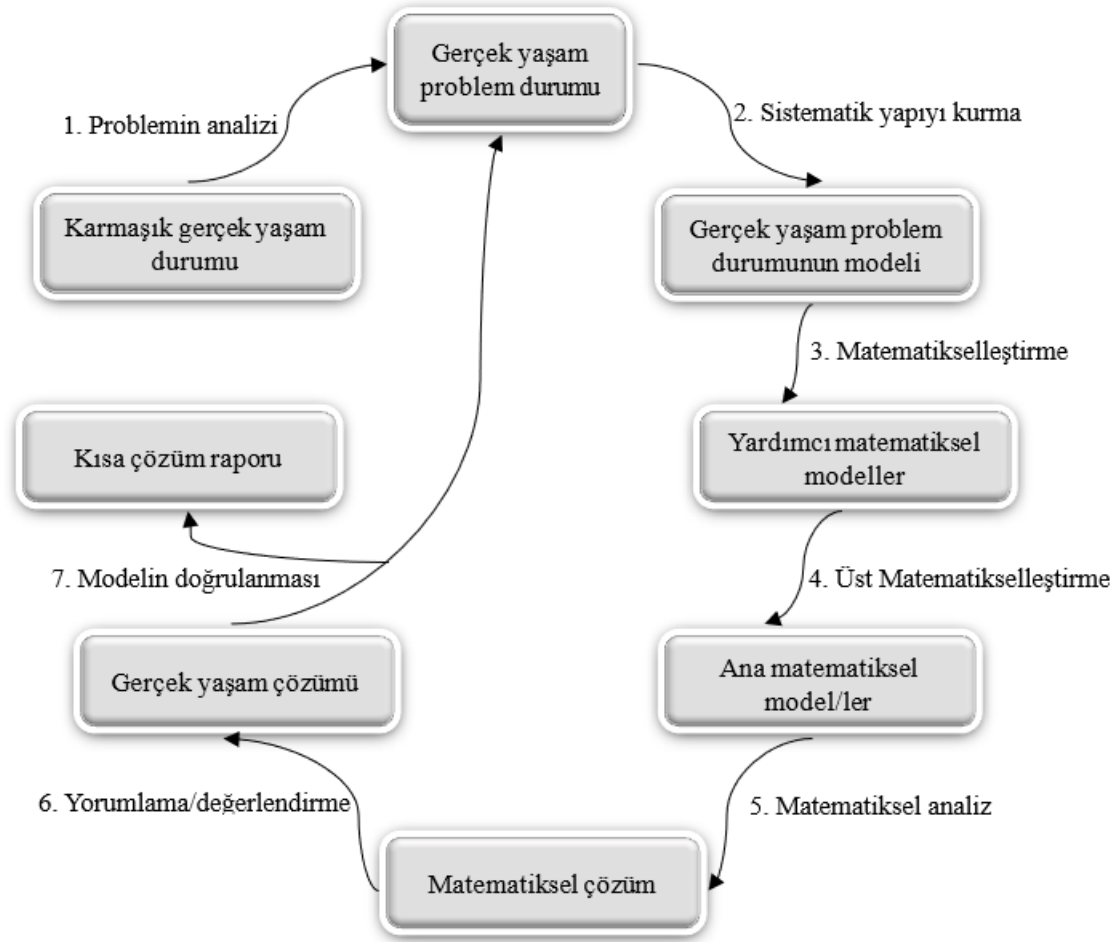 Gerçek yaşam
problem durumu
1. Problemin analizi
2. Sistematik yapıyı kurma
Karmaşık gerçek yaşam
durumu
Gerçek yaşam problem
durumunun modeli
3. Matematikselleştirme
Kısa çözüm raporu
Yardımcı matematiksel
modeller
7. Modelin doğrulanması
4. Üst Matematikselleştirme
Gerçek yaşam çözümü
Ana matematiksel
model/ler
6. Yorumlama/değerlendirme
5. Matematiksel analiz
Matematiksel çözüm